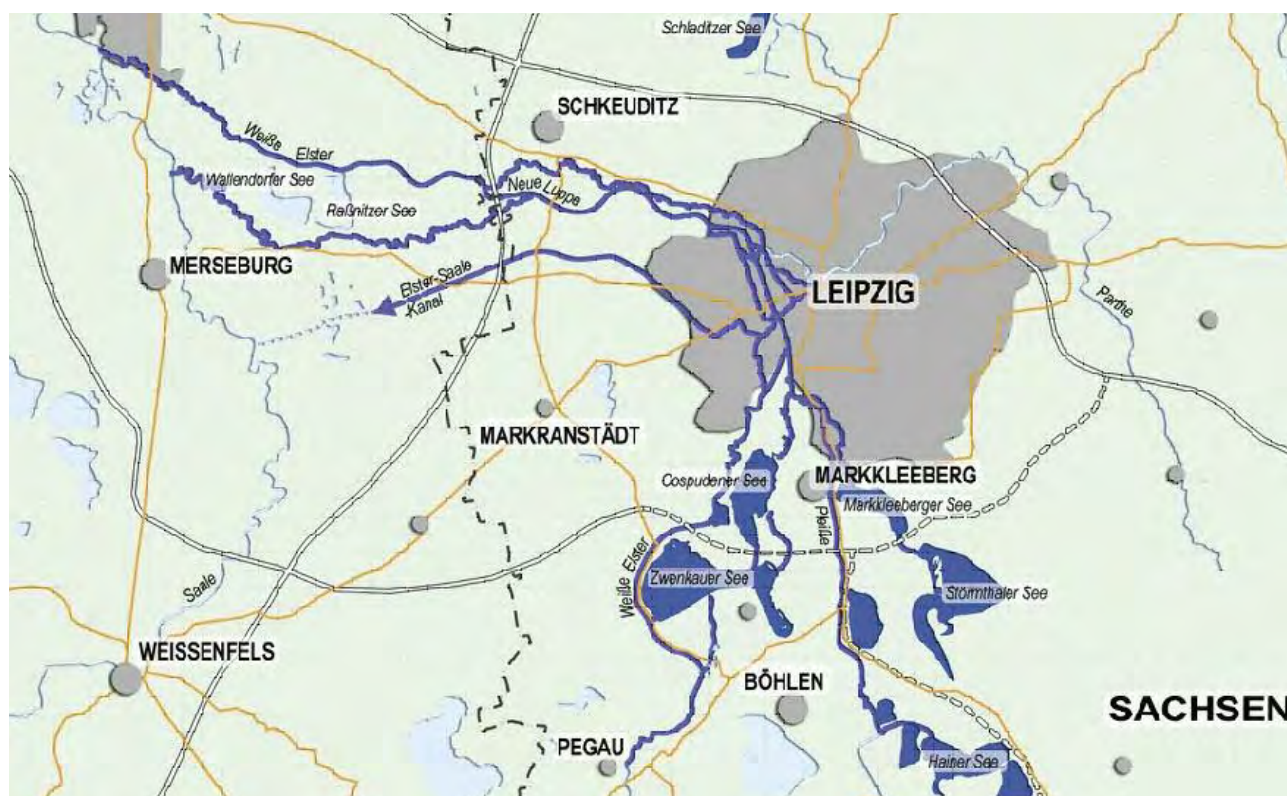 Schladitzer See
SCHKEUDITZ
Weiße Elster
Wallendorfer See
Neue Luppe
Raßnitzer See
MERSEBURG
Elster-Saale
Kanal
LEIPZIG
Parthe
MARKRANSTÄDT
Cospudener See
MARKKLEEBERG
Markkleeberger See
Pleiße
Weiße Elster
Zwenkauer See
Störmthaler See
Saale
WEISSENFELS
BÖHLEN
SACHSEN
PEGAU
Hainer See